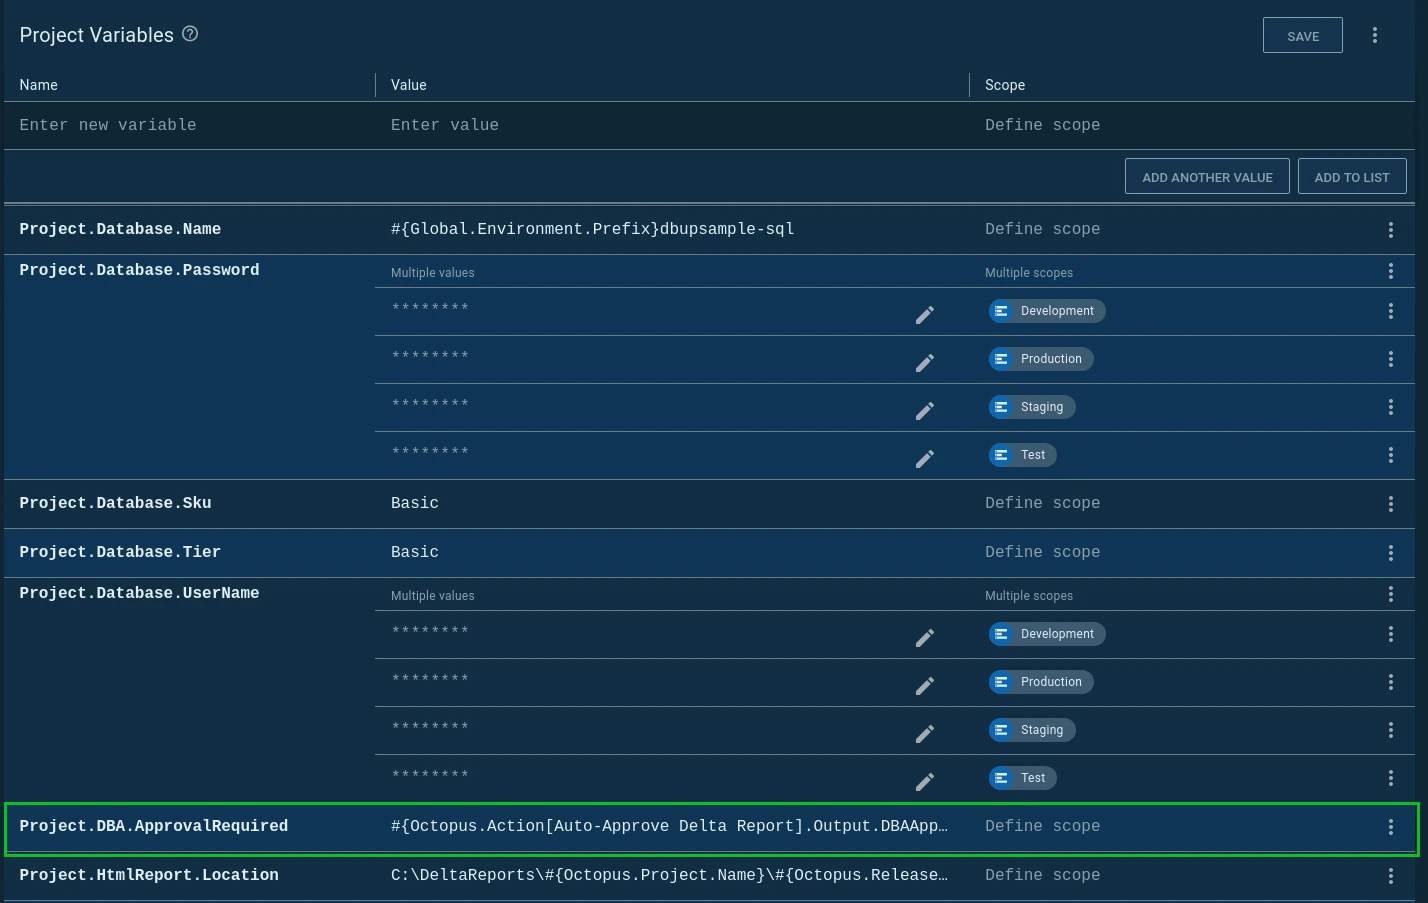 Project Variables ?
SAVE
Name Value Scope
Enter new variable Enter value Define scope
ADD ANOTHER VALUE ADD TO LIST
Project.Database.Name #{Global.Environment.Prefix}dbupsample-sql Define scope
Project.Database.Password Multiple values Multiple scopes
******** Development
******** Production
******** Staging
******** Test
Project.Database.Sku Basic Define scope
Project.Database.Tier Basic Define scope
Project.Database.UserName Multiple values Multiple scopes
******** Development
******** Production
******** Staging
******** Test
Project.DBA.ApprovalRequired #{Octopus.Action[Auto-Approve Delta Report].Output.DBAApp… Define scope
Project.HtmlReport.Location C:\DeltaReports\#{Octopus.Project.Name}\#{Octopus.Release… Define scope